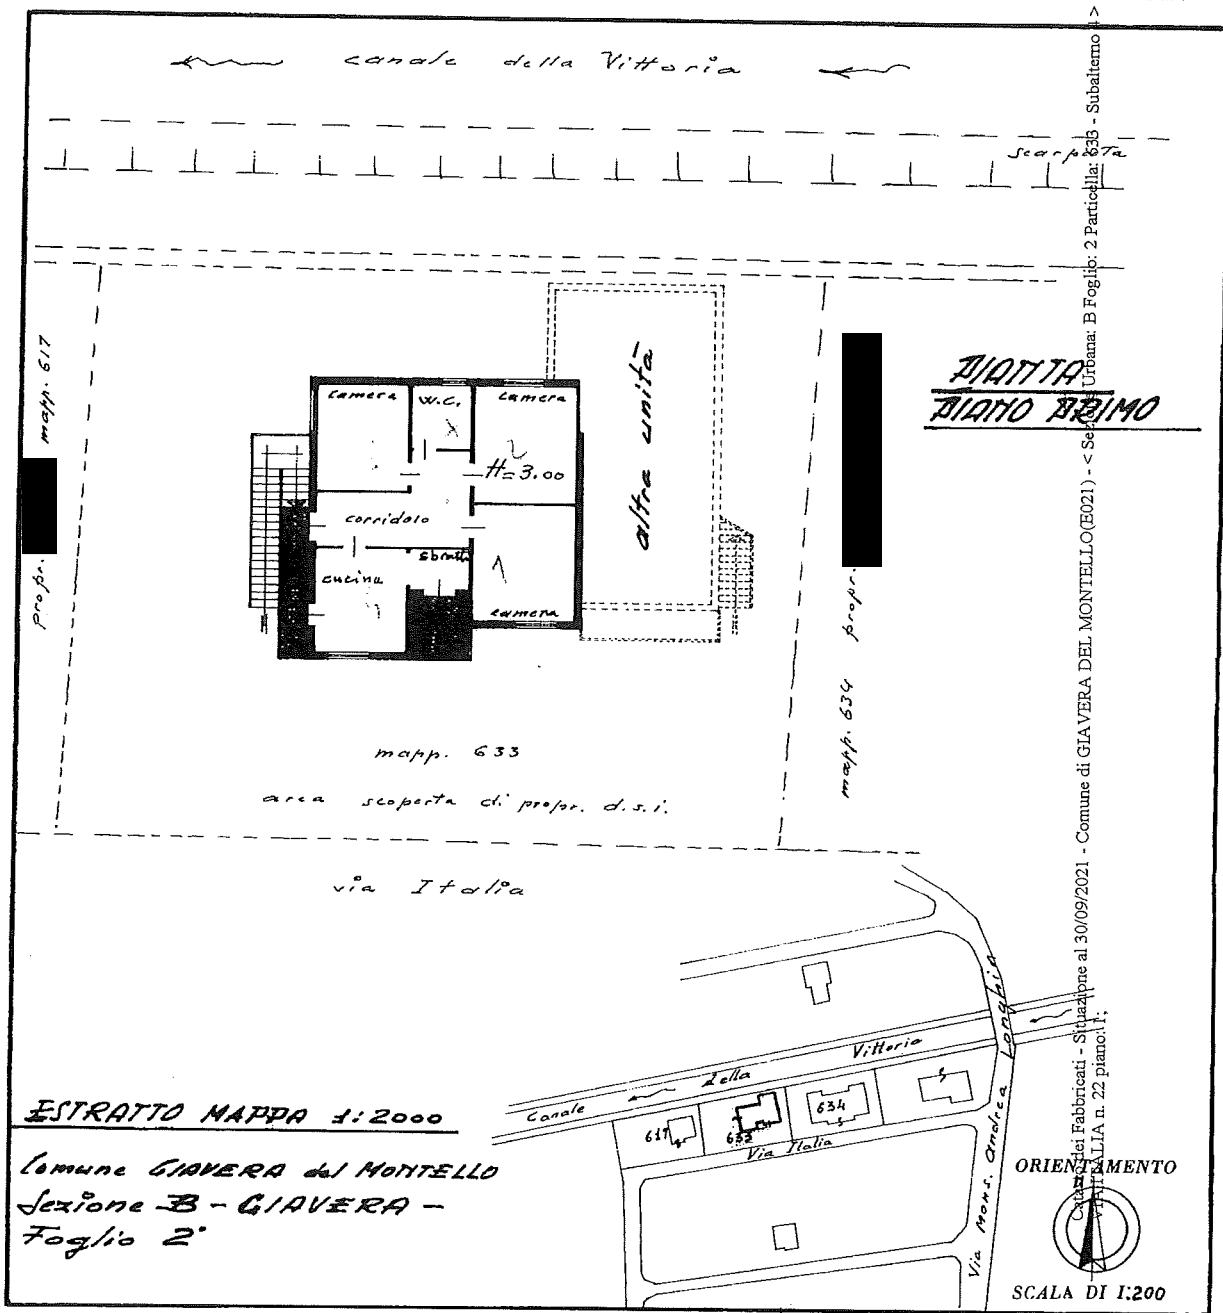 canale della Vittoria
scarpata
propr. mapp. 617
camera
W.C.
camera
2
H=3.00
corridoio
sbratta
cucina
1
camera
altra unità
mapp. 634 propr.
PIANTA
PIANO PRIMO
mapp. 633
area scoperta di propr. d.s.i.
via Italia
Canale della Vittoria
617
633
634
Via Italia
Via Mons. Andrea Longhin
ESTRATTO MAPPA 1:2000
Comune GIAVERA del MONTELLO
Sezione B - GIAVERA -
Foglio 2°
ORIENTAMENTO
SCALA DI 1:200
Catasto dei Fabbricati - Situazione al 30/09/2021 - Comune di GIAVERA DEL MONTELLO(E021) - < Sezione Urbana: B Foglio: 2 Particella: 633 - Subalterno 4 >
VIA ITALIA n. 22 piano: 1;